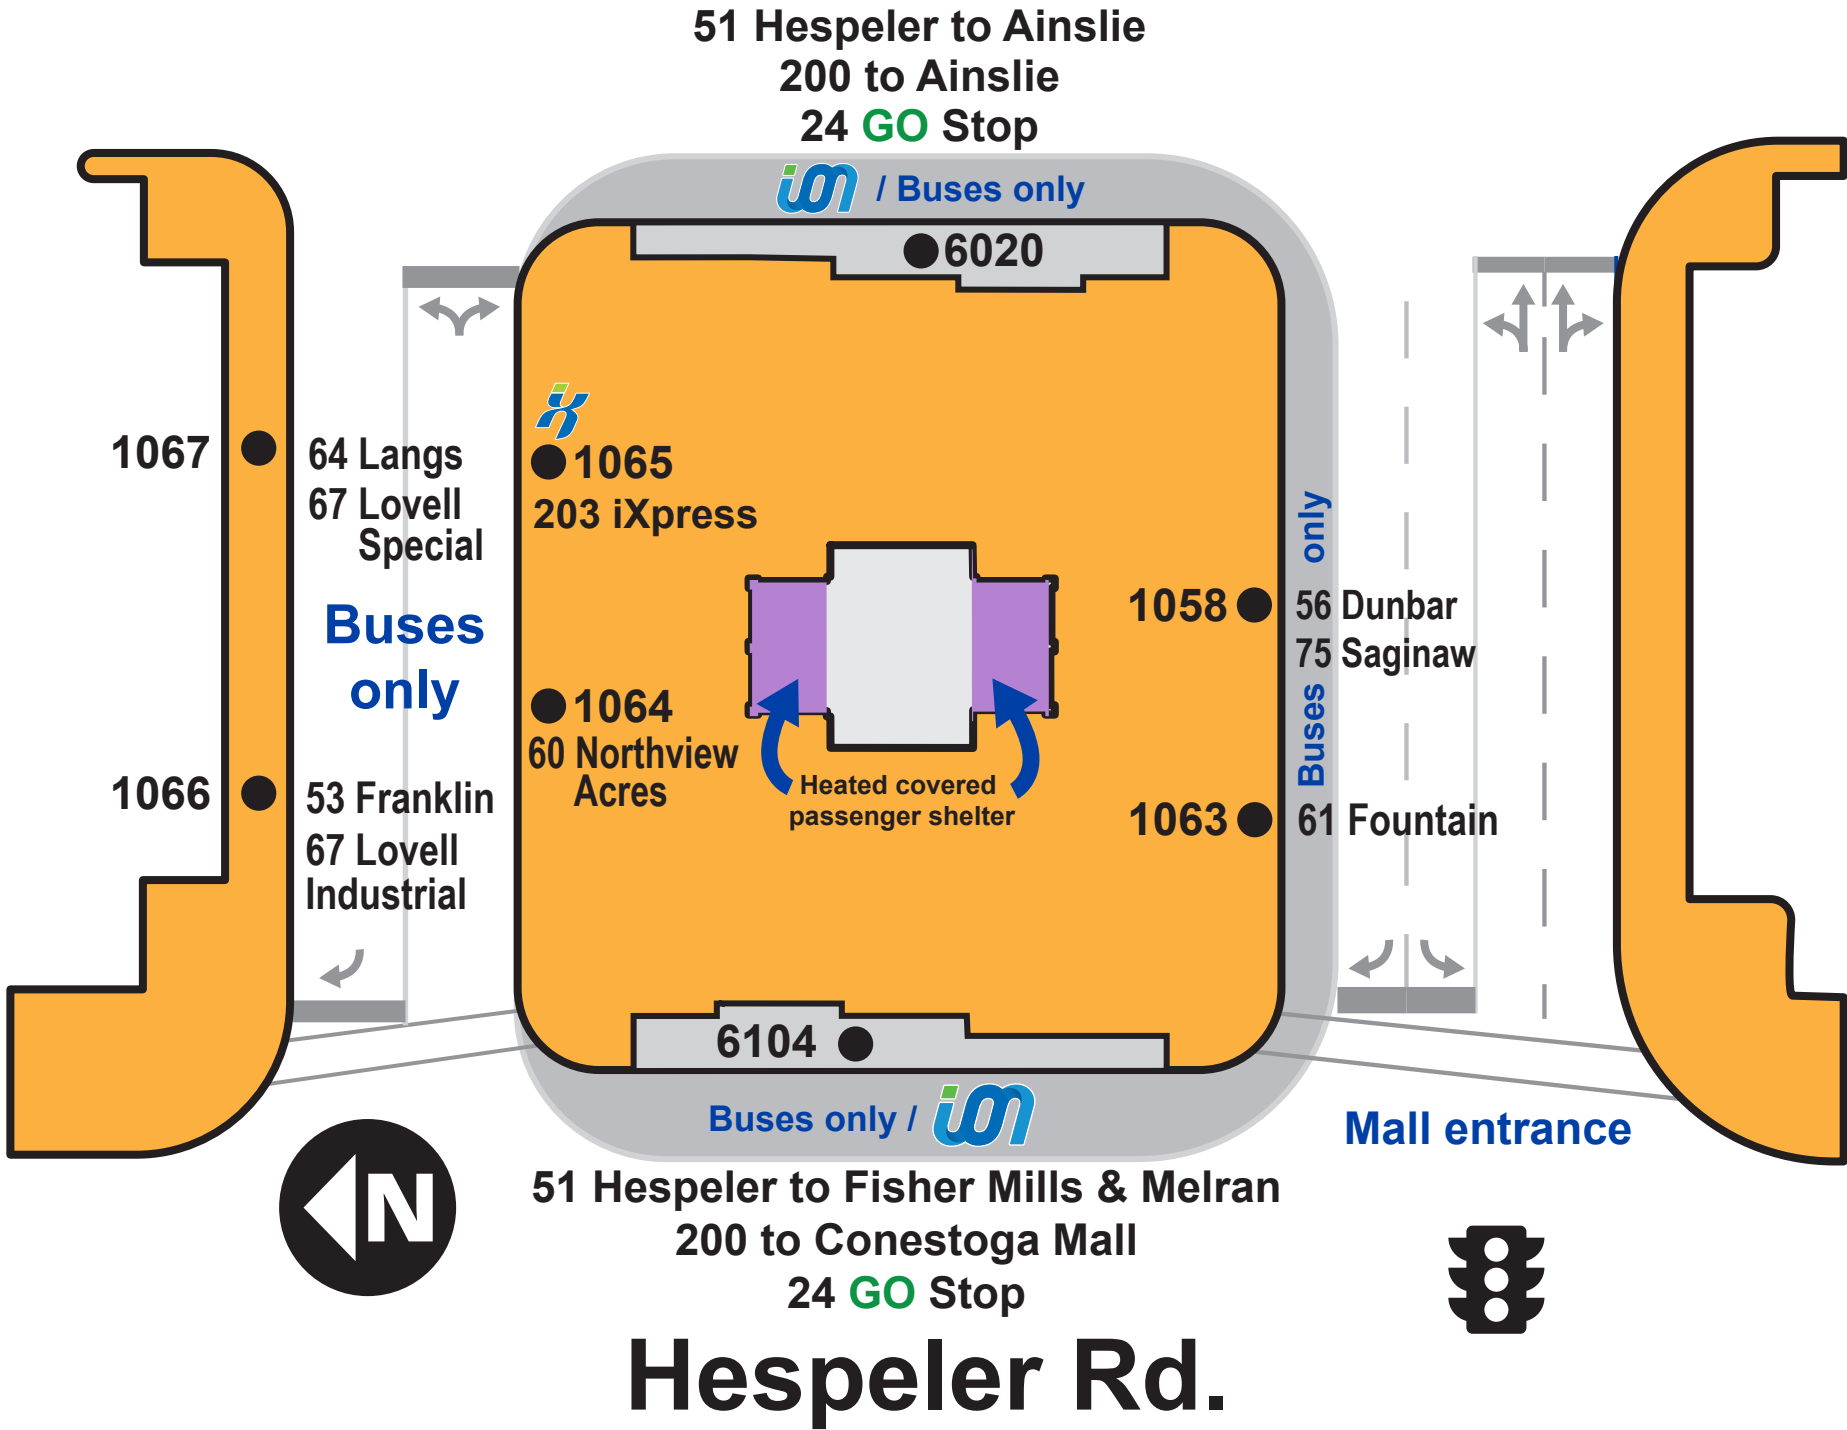 51 Hespeler to Ainslie
200 to Ainslie
24 GO Stop
ion / Buses only
6020
1067
64 Langs
67 Lovell
Special
iX
1065
203 iXpress
Buses
only
1064
60 Northview
Acres
1066
53 Franklin
67 Lovell
Industrial
Heated covered
passenger shelter
1058
56 Dunbar
75 Saginaw
Buses only
1063
61 Fountain
6104
Buses only / ion
Mall entrance
N
51 Hespeler to Fisher Mills & Melran
200 to Conestoga Mall
24 GO Stop
Hespeler Rd.